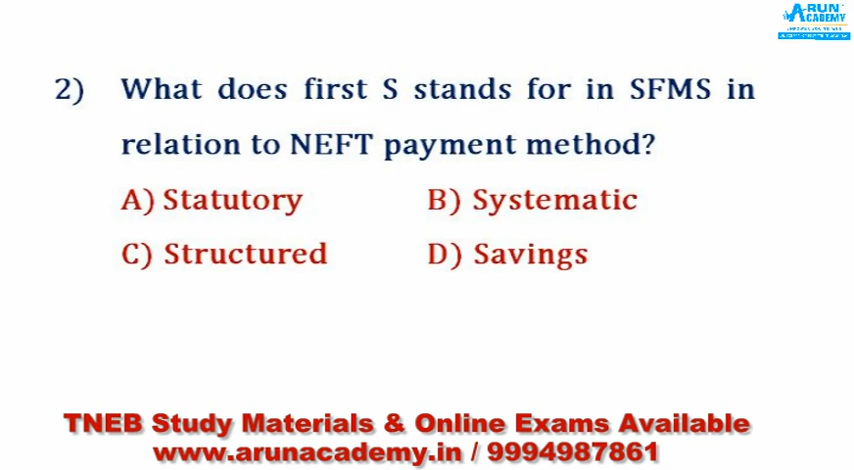 ARUN
ACADEMY
2) What does first S stands for in SFMS in
relation to NEFT payment method?
A) Statutory B) Systematic
C) Structured D) Savings
TNEB Study Materials & Online Exams Available
www.arunacademy.in / 9994987861